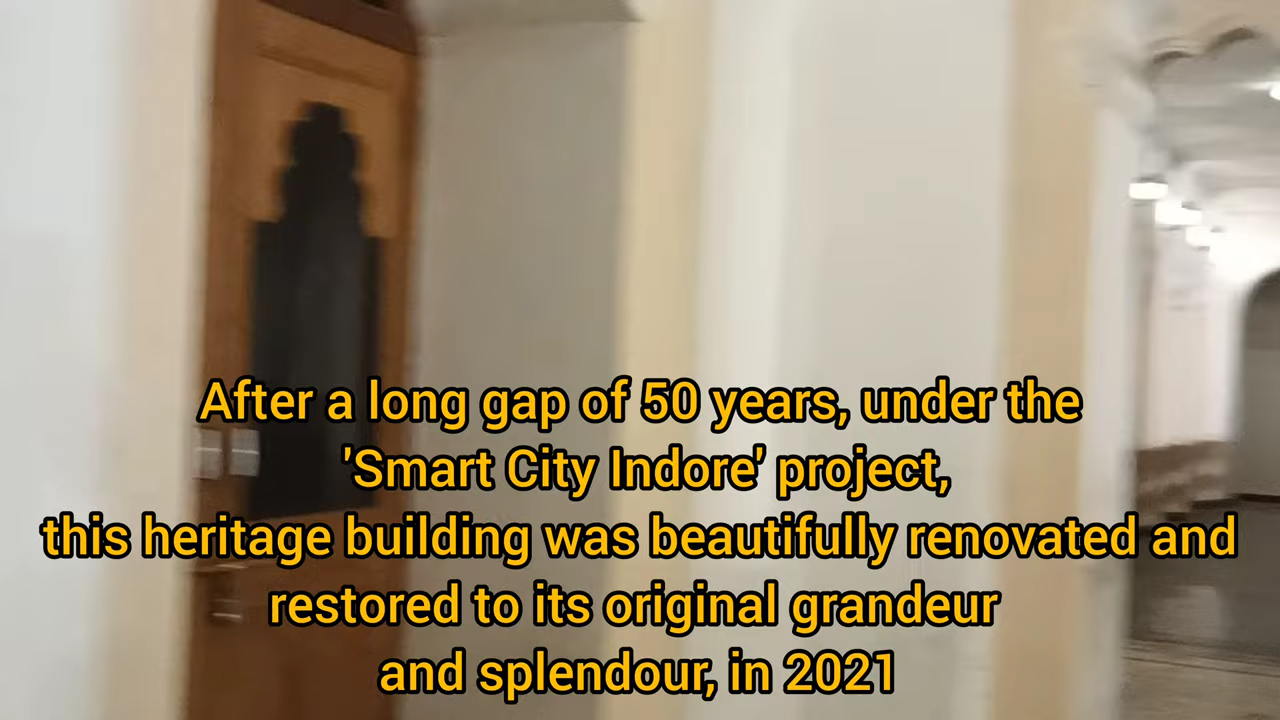 After a long gap of 50 years, under the
'Smart City Indore' project,
this heritage building was beautifully renovated and
restored to its original grandeur
and splendour, in 2021